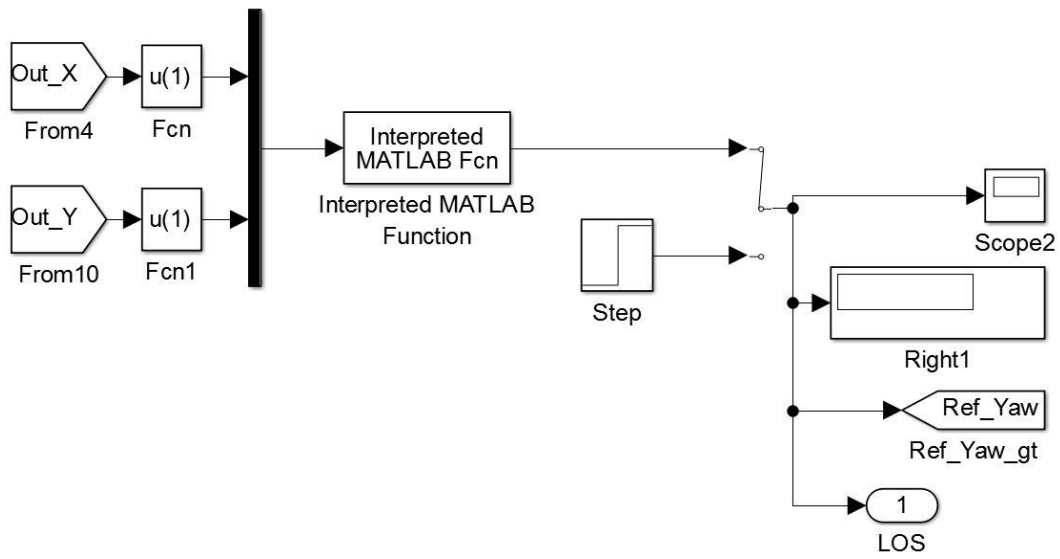 Out_X
u(1)
From4
Fcn
Interpreted
MATLAB Fcn
Interpreted MATLAB
Function
Out_Y
u(1)
From10
Fcn1
Step
Scope2
Right1
Ref_Yaw
Ref_Yaw_gt
1
LOS